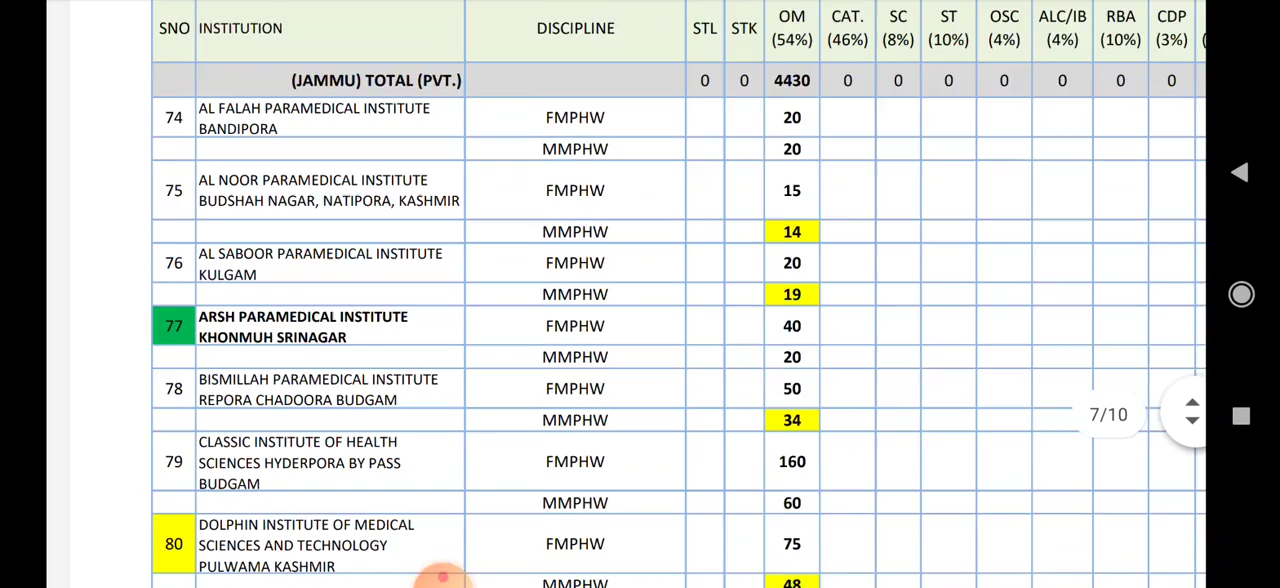 SNO INSTITUTION DISCIPLINE STL STK OM (54%) CAT. (46%) SC (8%) ST (10%) OSC (4%) ALC/IB (4%) RBA (10%) CDP (3%)
(JAMMU) TOTAL (PVT.) 0 0 4430 0 0 0 0 0 0 0
74 AL FALAH PARAMEDICAL INSTITUTE
BANDIPORA FMPHW 20
MMPHW 20
75 AL NOOR PARAMEDICAL INSTITUTE
BUDSHAH NAGAR, NATIPORA, KASHMIR FMPHW 15
MMPHW 14
76 AL SABOOR PARAMEDICAL INSTITUTE
KULGAM FMPHW 20
MMPHW 19
77 ARSH PARAMEDICAL INSTITUTE
KHONMUH SRINAGAR FMPHW 40
MMPHW 20
78 BISMILLAH PARAMEDICAL INSTITUTE
REPORA CHADOORA BUDGAM FMPHW 50
MMPHW 34
7/10
79 CLASSIC INSTITUTE OF HEALTH
SCIENCES HYDERPORA BY PASS
BUDGAM FMPHW 160
MMPHW 60
80 DOLPHIN INSTITUTE OF MEDICAL
SCIENCES AND TECHNOLOGY
PULWAMA KASHMIR FMPHW 75
MMPHW 48